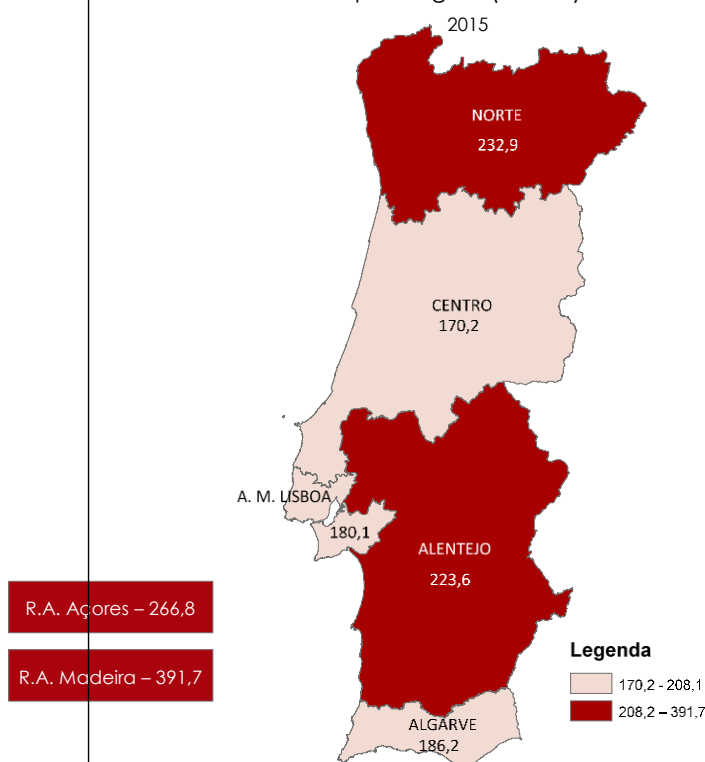 2015
NORTE
232,9
CENTRO
170,2
A. M. LISBOA
180,1
ALENTEJO
223,6
R.A. Açores – 266,8
R.A. Madeira – 391,7
Legenda
170,2 - 208,1
208,2 – 391,7
ALGARVE
186,2